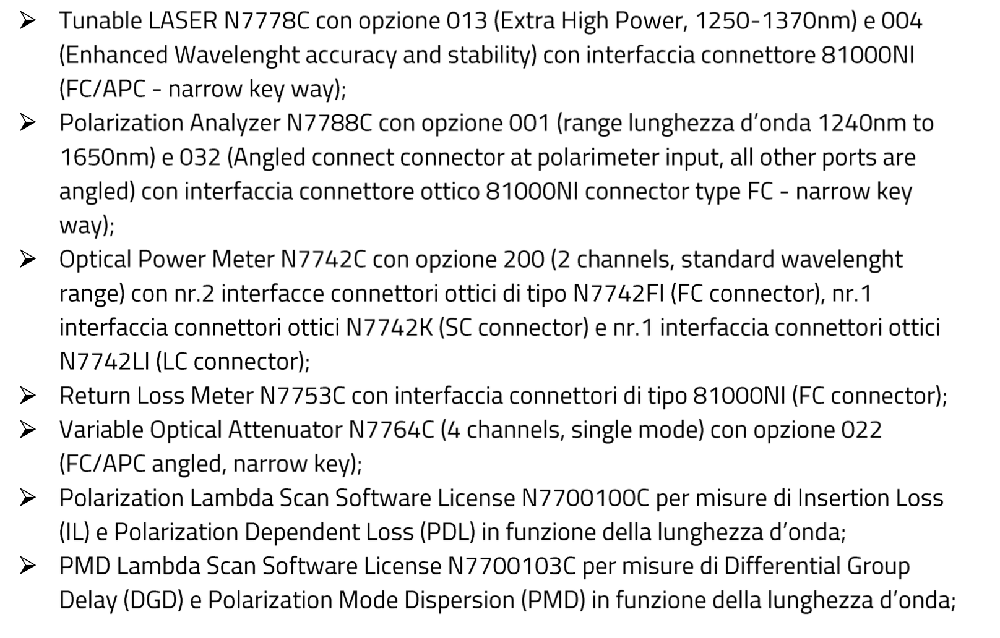 ➢ Tunable LASER N7778C con opzione 013 (Extra High Power, 1250-1370nm) e 004
(Enhanced Wavelenght accuracy and stability) con interfaccia connettore 81000NI
(FC/APC - narrow key way);
➢ Polarization Analyzer N7788C con opzione 001 (range lunghezza d’onda 1240nm to
1650nm) e 032 (Angled connect connector at polarimeter input, all other ports are
angled) con interfaccia connettore ottico 81000NI connector type FC - narrow key
way);
➢ Optical Power Meter N7742C con opzione 200 (2 channels, standard wavelenght
range) con nr.2 interfacce connettori ottici di tipo N7742FI (FC connector), nr.1
interfaccia connettori ottici N7742K (SC connector) e nr.1 interfaccia connettori ottici
N7742LI (LC connector);
➢ Return Loss Meter N7753C con interfaccia connettori di tipo 81000NI (FC connector);
➢ Variable Optical Attenuator N7764C (4 channels, single mode) con opzione 022
(FC/APC angled, narrow key);
➢ Polarization Lambda Scan Software License N7700100C per misure di Insertion Loss
(IL) e Polarization Dependent Loss (PDL) in funzione della lunghezza d’onda;
➢ PMD Lambda Scan Software License N7700103C per misure di Differential Group
Delay (DGD) e Polarization Mode Dispersion (PMD) in funzione della lunghezza d’onda;